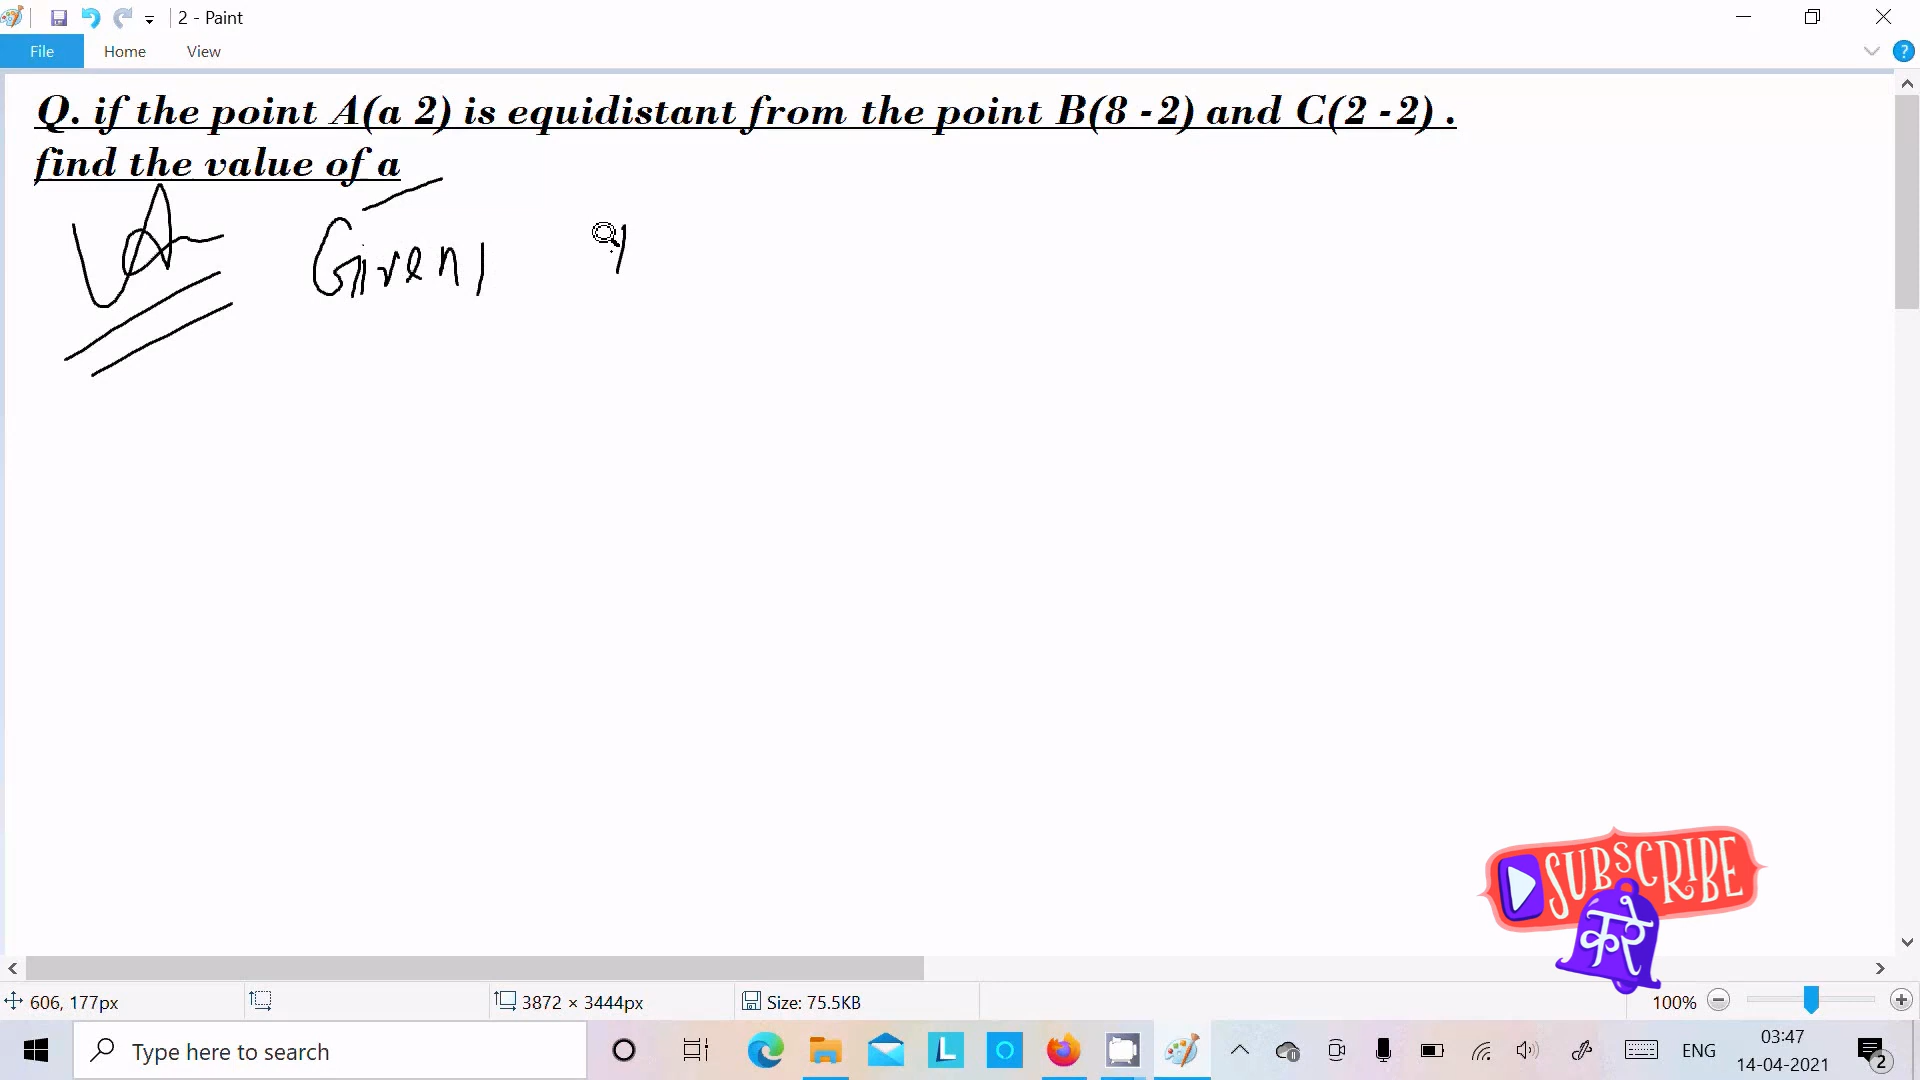 2 - Paint
File Home View
Q. if the point A(a 2) is equidistant from the point B(8 -2) and C(2 -2) .
find the value of a
Given
SUBSCRIBE
करे
606, 177px 3872 × 3444px Size: 75.5KB 100%
Type here to search
ENG
03:47
14-04-2021
2